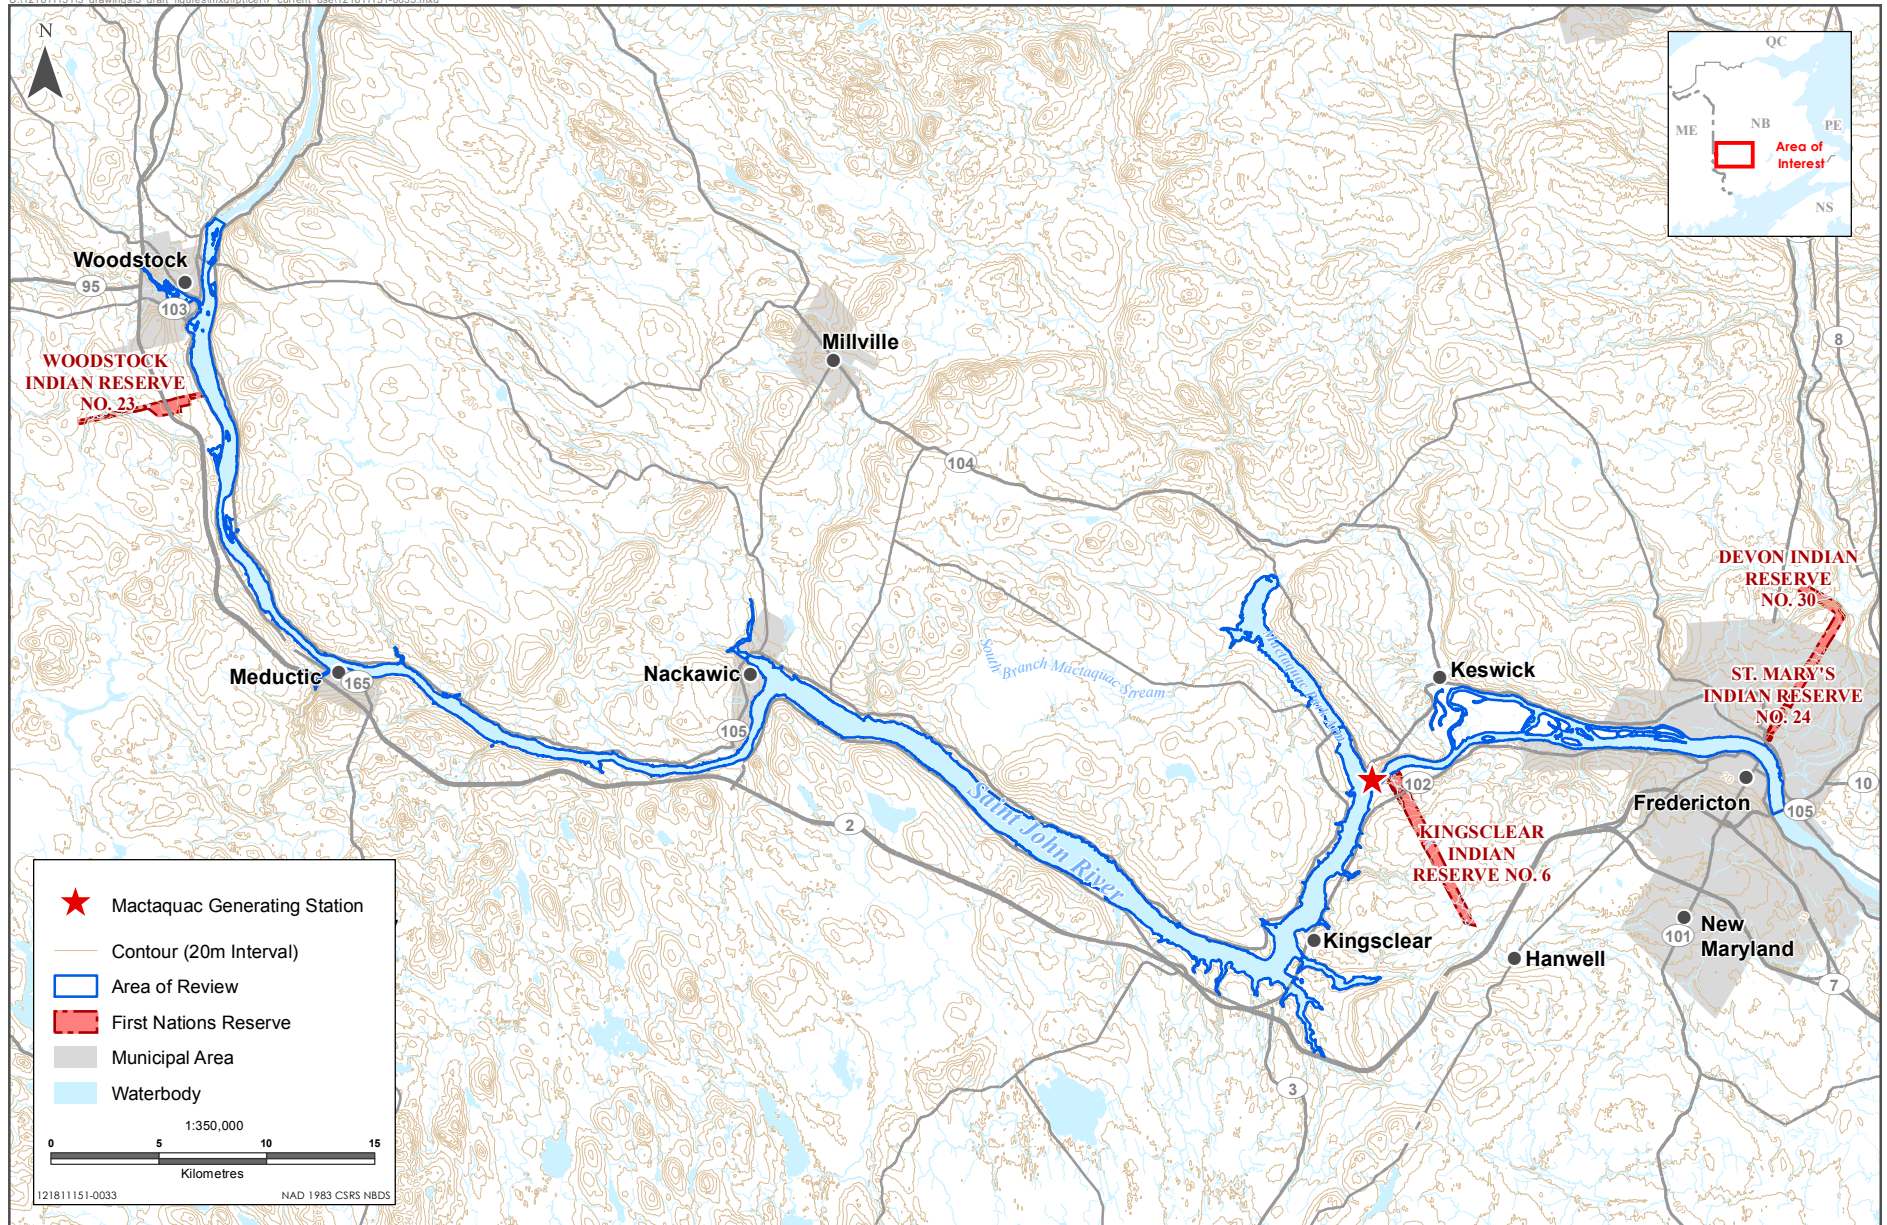 N
QC
ME
NB
PE
Area of
Interest
NS
Woodstock
95
103
WOODSTOCK
INDIAN RESERVE
NO. 23
Millville
8
104
DEVON INDIAN
RESERVE
NO. 30
South Branch Mactaquac Stream
Meductic
165
Nackawic
105
Keswick
ST. MARY'S
INDIAN RESERVE
NO. 24
102
10
105
Fredericton
2
Saint John River
KINGSCLEAR
INDIAN
RESERVE NO. 6
Kingsclear
Hanwell
101
New
Maryland
7
3
Mactaquac Generating Station
Contour (20m Interval)
Area of Review
First Nations Reserve
Municipal Area
Waterbody
1:350,000
0 5 10 15
Kilometres
121811151-0033 NAD 1983 CSRS NBDS